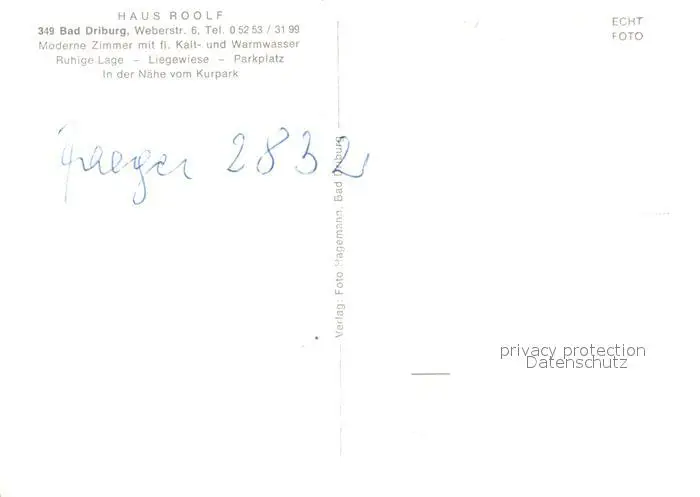 HAUS ROOLF
349 Bad Driburg, Weberstr. 6, Tel. 0 52 53 / 31 99
Moderne Zimmer mit fl. Kalt- und Warmwasser
Ruhige Lage – Liegewiese – Parkplatz
In der Nähe vom Kurpark
ECHT
FOTO
2832
Verlag: Foto Hagemann, Bad Driburg
privacy protection
Datenschutz